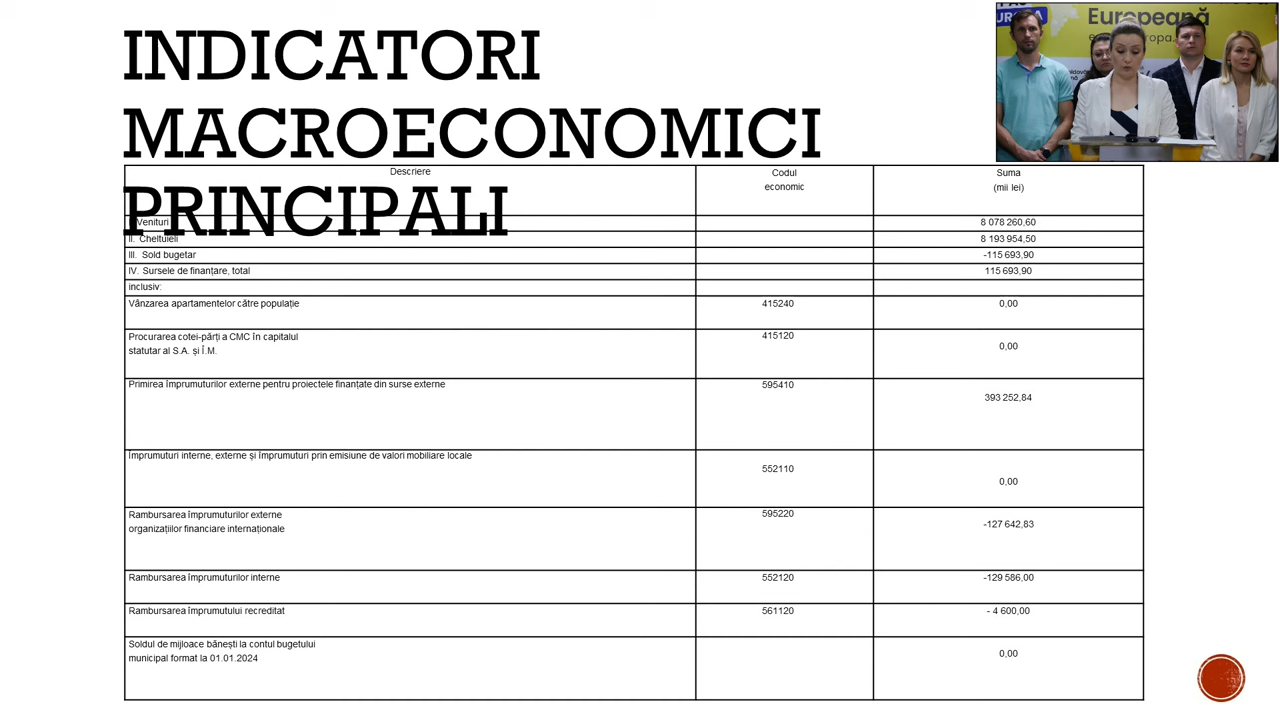 INDICATORI
MACROECONOMICI
PRINCIPALI
UROPA
Europeană
Descriere
Codul
economic
Suma
(mii lei)
Venituri
8 078 260,60
II. Cheltuieli
8 193 954,50
III. Sold bugetar
-115 693,90
IV. Sursele de finanțare, total
115 693,90
inclusiv:
Vânzarea apartamentelor către populație
415240
0,00
Procurarea cotei-părți a CMC în capitalul
statutar al S.A. și Î.M.
415120
0,00
Primirea împrumuturilor externe pentru proiectele finanțate din surse externe
595410
393 252,84
Împrumuturi interne, externe și împrumuturi prin emisiune de valori mobiliare locale
552110
0,00
Rambursarea împrumuturilor externe
organizațiilor financiare internaționale
595220
-127 642,83
Rambursarea împrumuturilor interne
552120
-129 586,00
Rambursarea împrumutului recreditat
561120
- 4 600,00
Soldul de mijloace bănești la contul bugetului
municipal format la 01.01.2024
0,00